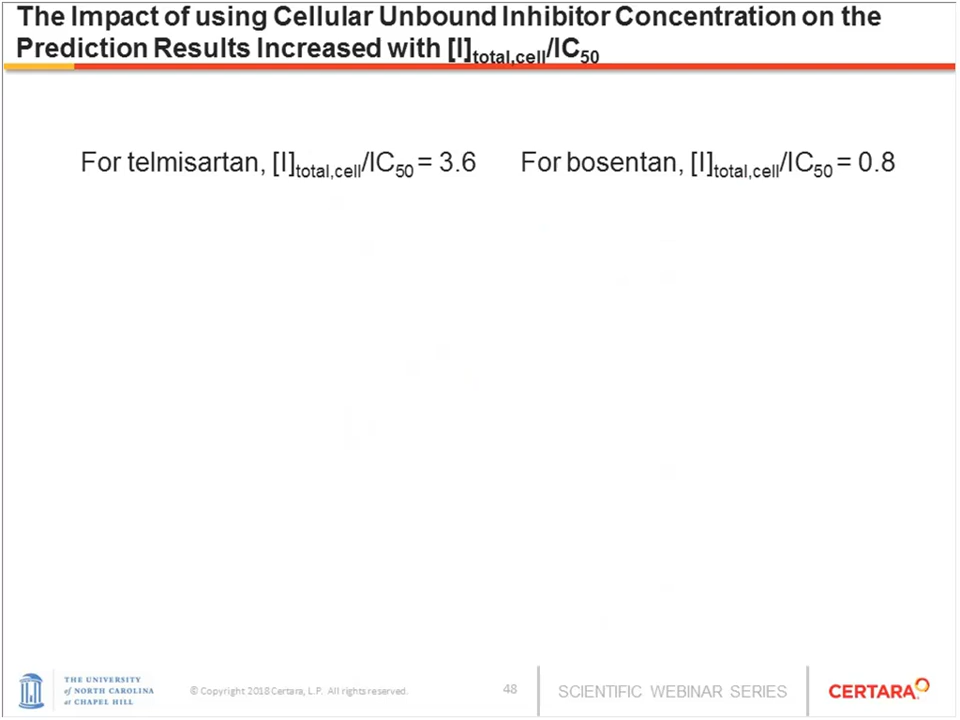 The Impact of using Cellular Unbound Inhibitor Concentration on the
Prediction Results Increased with [I]total,cell/IC50
For telmisartan, [I]total,cell/IC50 = 3.6
For bosentan, [I]total,cell/IC50 = 0.8
THE UNIVERSITY
of NORTH CAROLINA
at CHAPEL HILL
© Copyright 2018 Certara, L.P. All rights reserved.
48
SCIENTIFIC WEBINAR SERIES
CERTARA